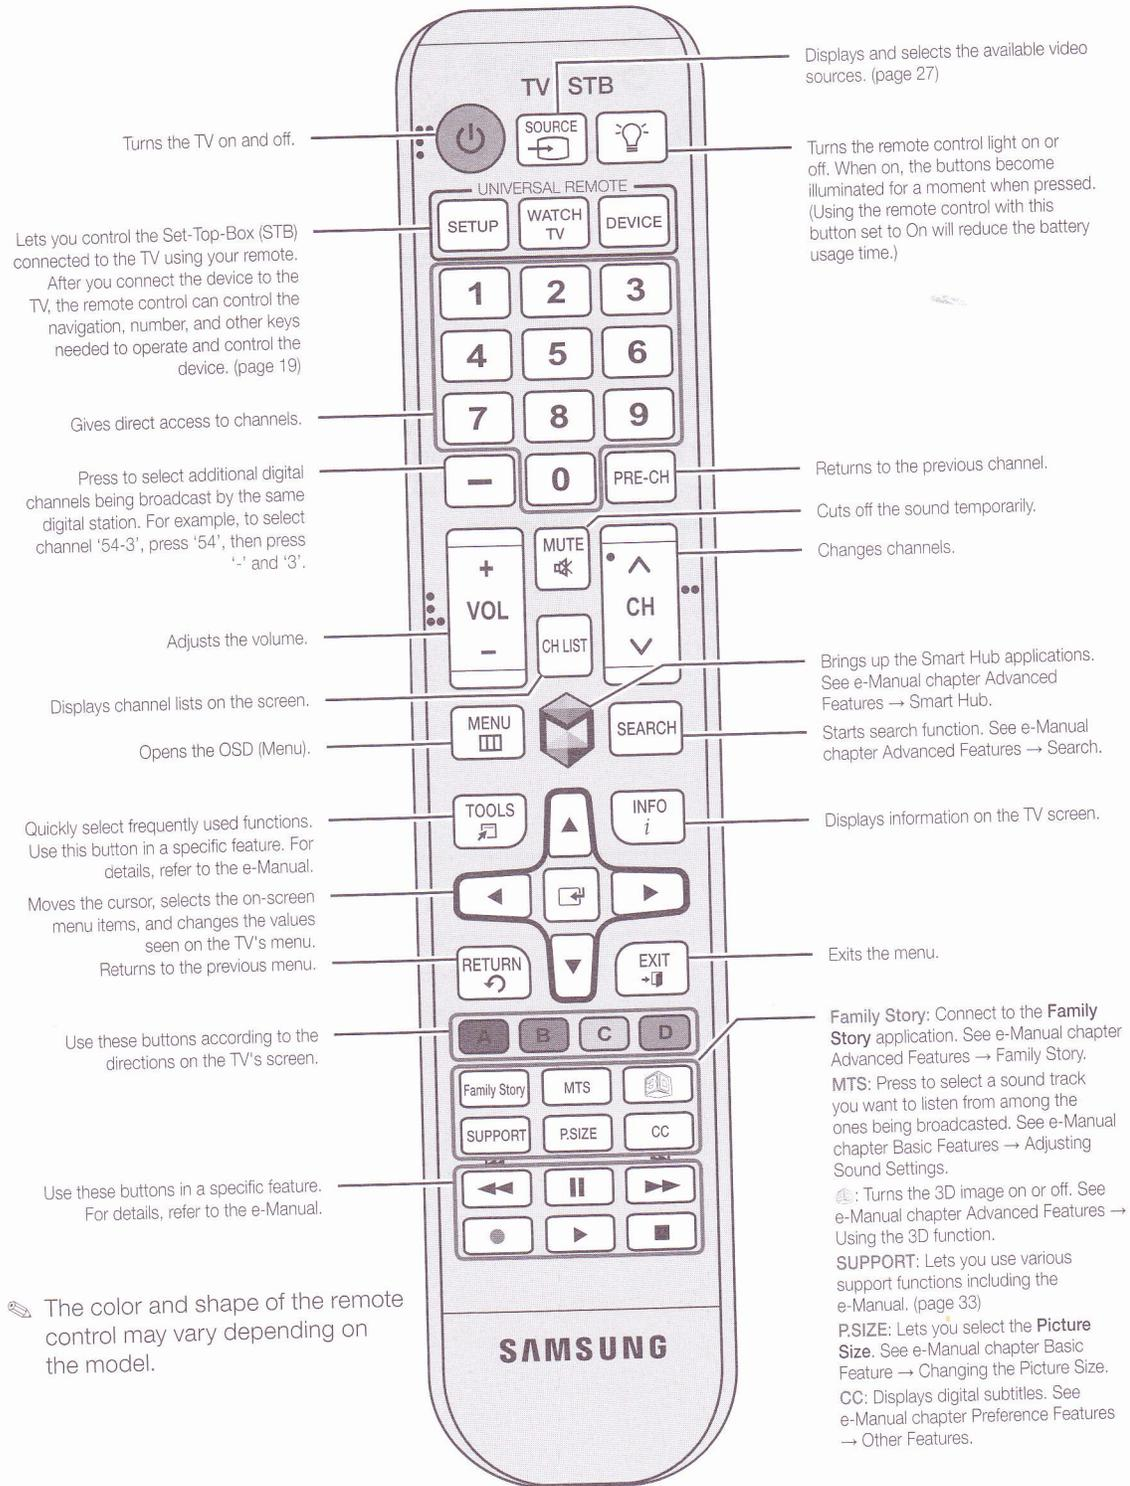 Turns the TV on and off.
Lets you control the Set-Top-Box (STB)
connected to the TV using your remote.
After you connect the device to the
TV, the remote control can control the
navigation, number, and other keys
needed to operate and control the
device. (page 19)
Gives direct access to channels.
Press to select additional digital
channels being broadcast by the same
digital station. For example, to select
channel ‘54-3’, press ‘54’, then press
‘-’ and ‘3’.
Adjusts the volume.
Displays channel lists on the screen.
Opens the OSD (Menu).
Quickly select frequently used functions.
Use this button in a specific feature. For
details, refer to the e-Manual.
Moves the cursor, selects the on-screen
menu items, and changes the values
seen on the TV's menu.
Returns to the previous menu.
Use these buttons according to the
directions on the TV's screen.
Use these buttons in a specific feature.
For details, refer to the e-Manual.
The color and shape of the remote
control may vary depending on
the model.
TV STB
SOURCE
UNIVERSAL REMOTE
SETUP WATCH TV DEVICE
1 2 3
4 5 6
7 8 9
— 0 PRE-CH
+ VOL —
MUTE
CH
CH LIST
MENU
SEARCH
TOOLS
INFO
i
RETURN
EXIT
A B C D
Family Story MTS 3D
SUPPORT P.SIZE CC
SAMSUNG
Displays and selects the available video
sources. (page 27)
Turns the remote control light on or
off. When on, the buttons become
illuminated for a moment when pressed.
(Using the remote control with this
button set to On will reduce the battery
usage time.)
Returns to the previous channel.
Cuts off the sound temporarily.
Changes channels.
Brings up the Smart Hub applications.
See e-Manual chapter Advanced
Features → Smart Hub.
Starts search function. See e-Manual
chapter Advanced Features → Search.
Displays information on the TV screen.
Exits the menu.
Family Story: Connect to the Family
Story application. See e-Manual chapter
Advanced Features → Family Story.
MTS: Press to select a sound track
you want to listen from among the
ones being broadcasted. See e-Manual
chapter Basic Features → Adjusting
Sound Settings.
: Turns the 3D image on or off. See
e-Manual chapter Advanced Features →
Using the 3D function.
SUPPORT: Lets you use various
support functions including the
e-Manual. (page 33)
P.SIZE: Lets you select the Picture
Size. See e-Manual chapter Basic
Feature → Changing the Picture Size.
CC: Displays digital subtitles. See
e-Manual chapter Preference Features
→ Other Features.